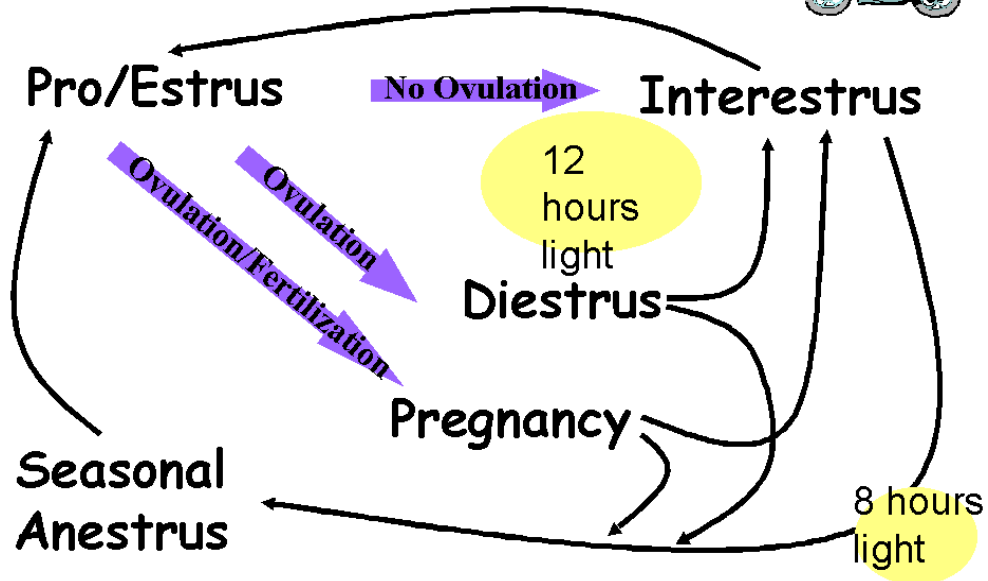 Pro/Estrus
No Ovulation
Interestrus
12
hours
light
Ovulation
Ovulation/Fertilization
Diestrus
Pregnancy
Seasonal
Anestrus
8 hours
light